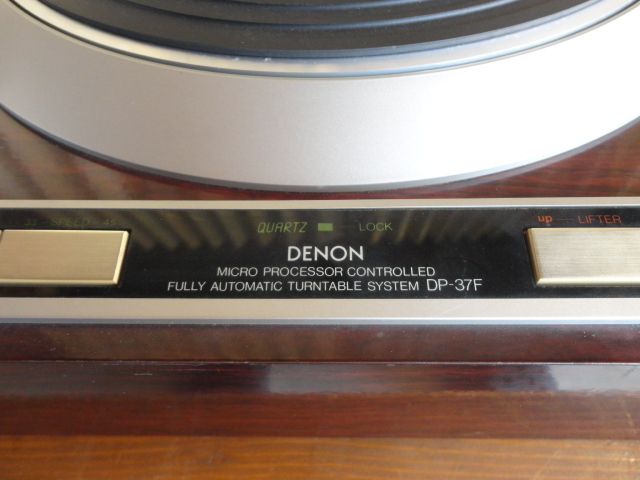 33 — SPEED — 45
QUARTZ — LOCK
up — LIFTER
DENON
MICRO PROCESSOR CONTROLLED
FULLY AUTOMATIC TURNTABLE SYSTEM DP-37F